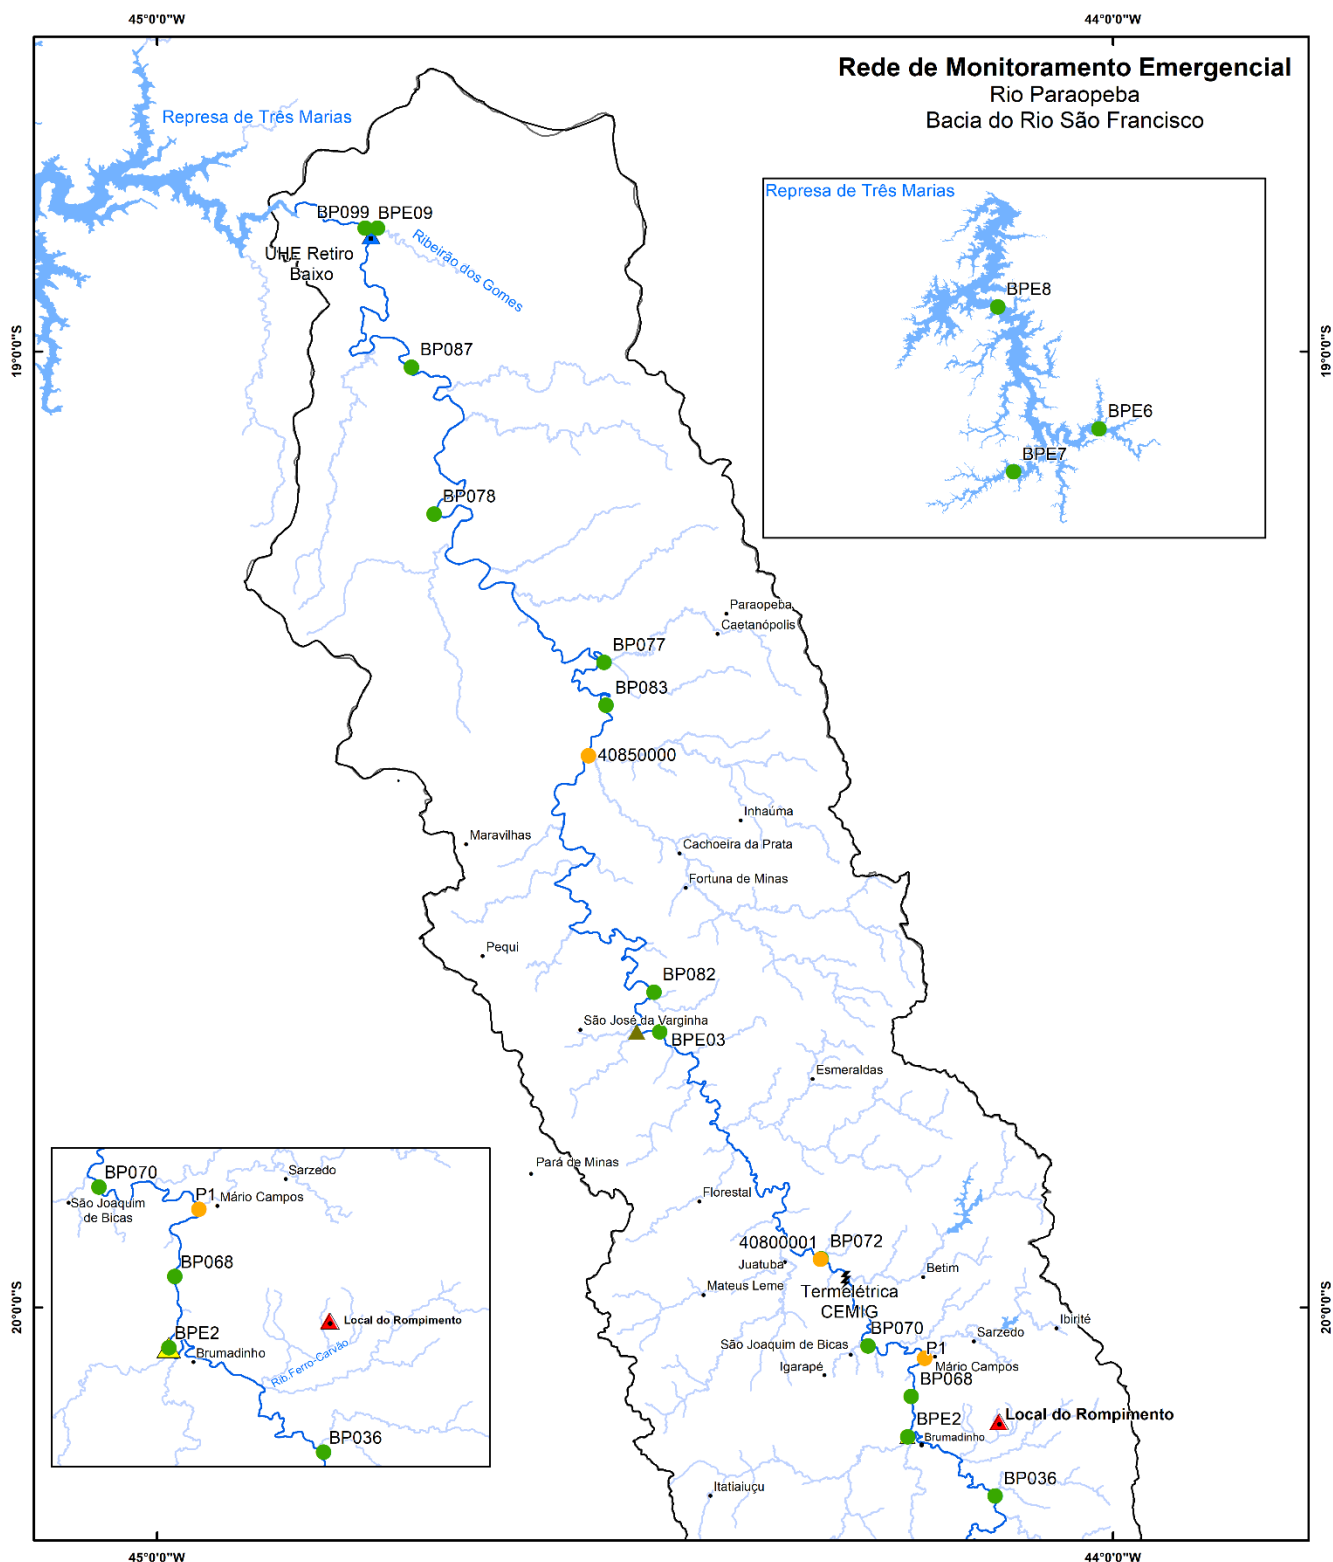 45°0'0"W
44°0'0"W
Rede de Monitoramento Emergencial
Rio Paraopeba
Bacia do Rio São Francisco
Represa de Três Marias
Represa de Três Marias
BP099
BPE09
UHE Retiro
Baixo
Ribeirão dos Gomes
BPE8
19°0'0"S
19°0'0"S
BP087
BPE6
BPE7
BP078
Paraopeba
Caetanópolis
BP077
BP083
40850000
Inhaúma
Maravilhas
Cachoeira da Prata
Fortuna de Minas
Pequi
BP082
São José da Varginha
BPE03
Esmeraldas
Pará de Minas
Florestal
40800001
BP072
Juatuba
Mateus Leme
Termelétrica
CEMIG
Betim
20°0'0"S
20°0'0"S
Ibirité
BP070
Sarzedo
São Joaquim de Bicas
P1
Mário Campos
Igarapé
BP068
BPE2
Local do Rompimento
Brumadinho
BP036
Itatiaiuçu
BP070
Sarzedo
São Joaquim
de Bicas
P1
Mário Campos
BP068
BPE2
Local do Rompimento
Brumadinho
Rib.Ferro-Carvão
BP036
45°0'0"W
44°0'0"W